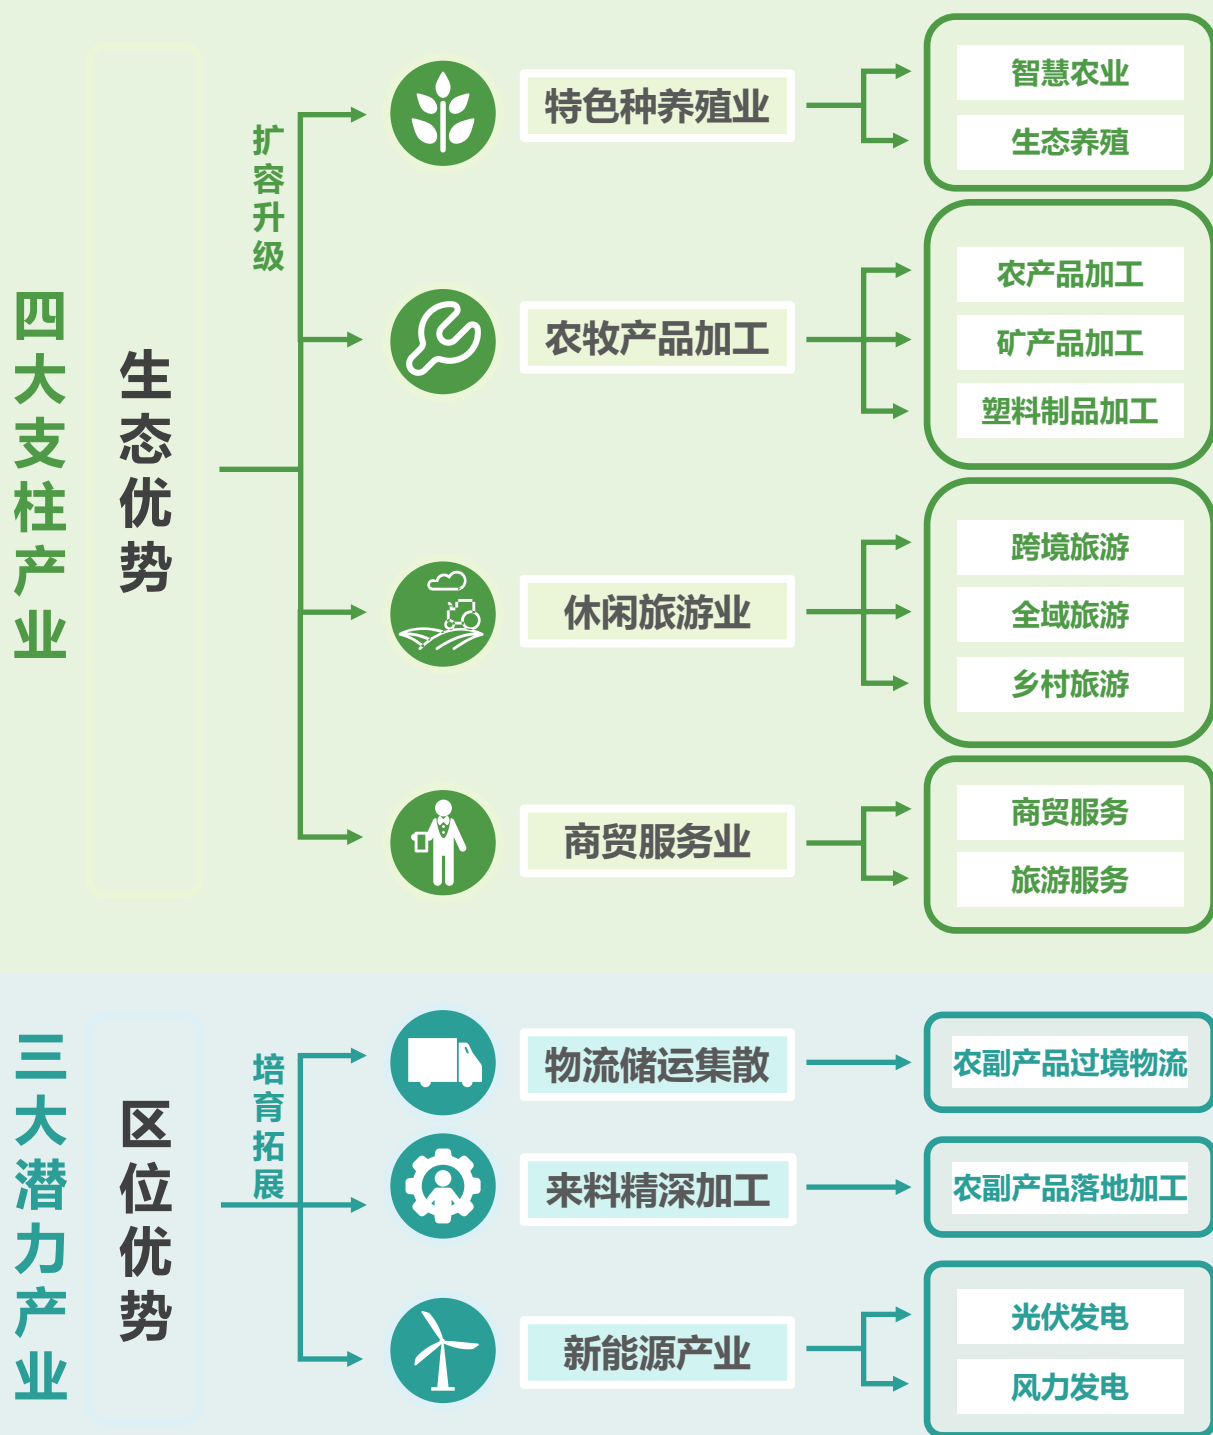 四大支柱产业
生态优势
扩容升级
特色种养殖业
智慧农业
生态养殖
农牧产品加工
农产品加工
矿产品加工
塑料制品加工
休闲旅游业
跨境旅游
全域旅游
乡村旅游
商贸服务业
商贸服务
旅游服务
三大潜力产业
区位优势
培育拓展
物流储运集散
农副产品过境物流
来料精深加工
农副产品落地加工
新能源产业
光伏发电
风力发电